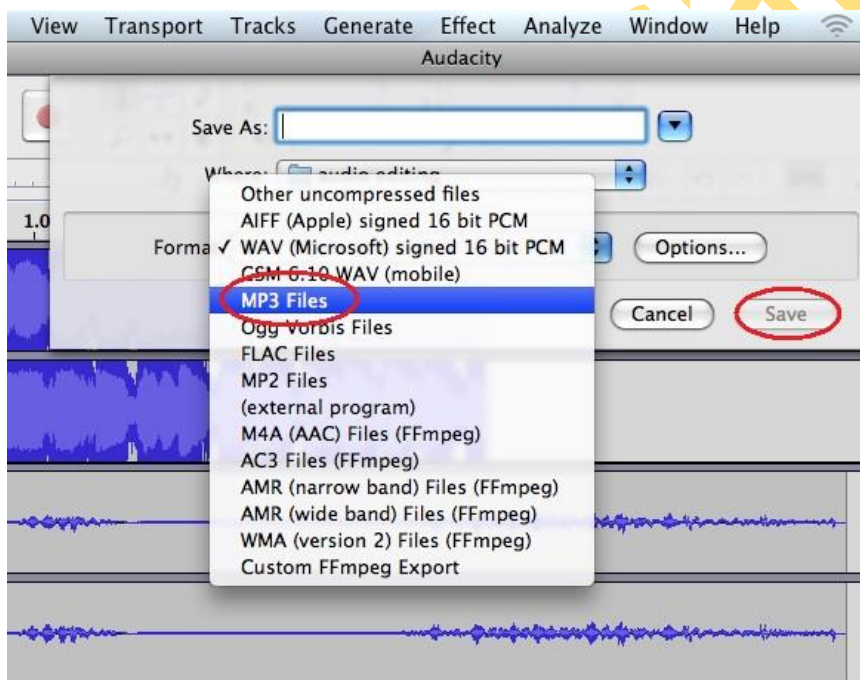 View Transport Tracks Generate Effect Analyze Window Help
Audacity
Save As:
Where: audio editing
1.0
Forma
Other uncompressed files
AIFF (Apple) signed 16 bit PCM
✓ WAV (Microsoft) signed 16 bit PCM
GSM 6.10 WAV (mobile)
MP3 Files
Ogg Vorbis Files
FLAC Files
MP2 Files
(external program)
M4A (AAC) Files (FFmpeg)
AC3 Files (FFmpeg)
AMR (narrow band) Files (FFmpeg)
AMR (wide band) Files (FFmpeg)
WMA (version 2) Files (FFmpeg)
Custom FFmpeg Export
Options...
Cancel Save